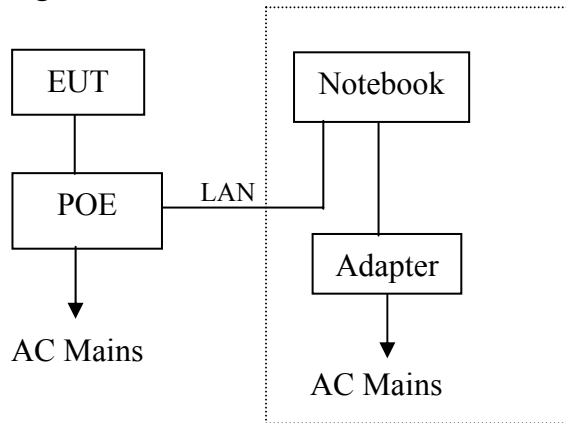 EUT
Notebook
POE
LAN
Adapter
AC Mains
AC Mains